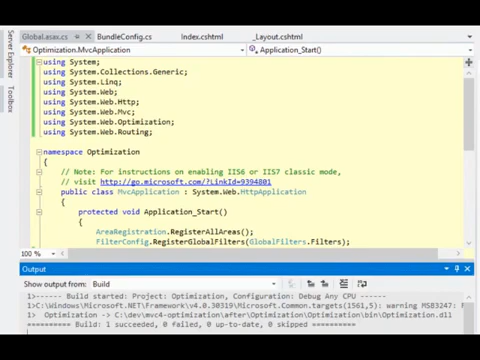 Global.asax.cs BundleConfig.cs Index.cshtml _Layout.cshtml
Server Explorer
Toolbox
Optimization.MvcApplication Application_Start()
using System;
using System.Collections.Generic;
using System.Linq;
using System.Web;
using System.Web.Http;
using System.Web.Mvc;
using System.Web.Optimization;
using System.Web.Routing;
namespace Optimization
{
// Note: For instructions on enabling IIS6 or IIS7 classic mode,
// visit http://go.microsoft.com/?LinkId=9394801
public class MvcApplication : System.Web.HttpApplication
{
protected void Application_Start()
{
AreaRegistration.RegisterAllAreas();
FilterConfig.RegisterGlobalFilters(GlobalFilters.Filters);
100 %
Output
Show output from: Build
1>------ Build started: Project: Optimization, Configuration: Debug Any CPU ------
1>C:\Windows\Microsoft.NET\Framework\v4.0.30319\Microsoft.Common.targets(1561,5): warning MSB3247:
1> Optimization -> C:\dev\mvc4-optimization\after\Optimization\Optimization\bin\Optimization.dll
========== Build: 1 succeeded, 0 failed, 0 up-to-date, 0 skipped ==========